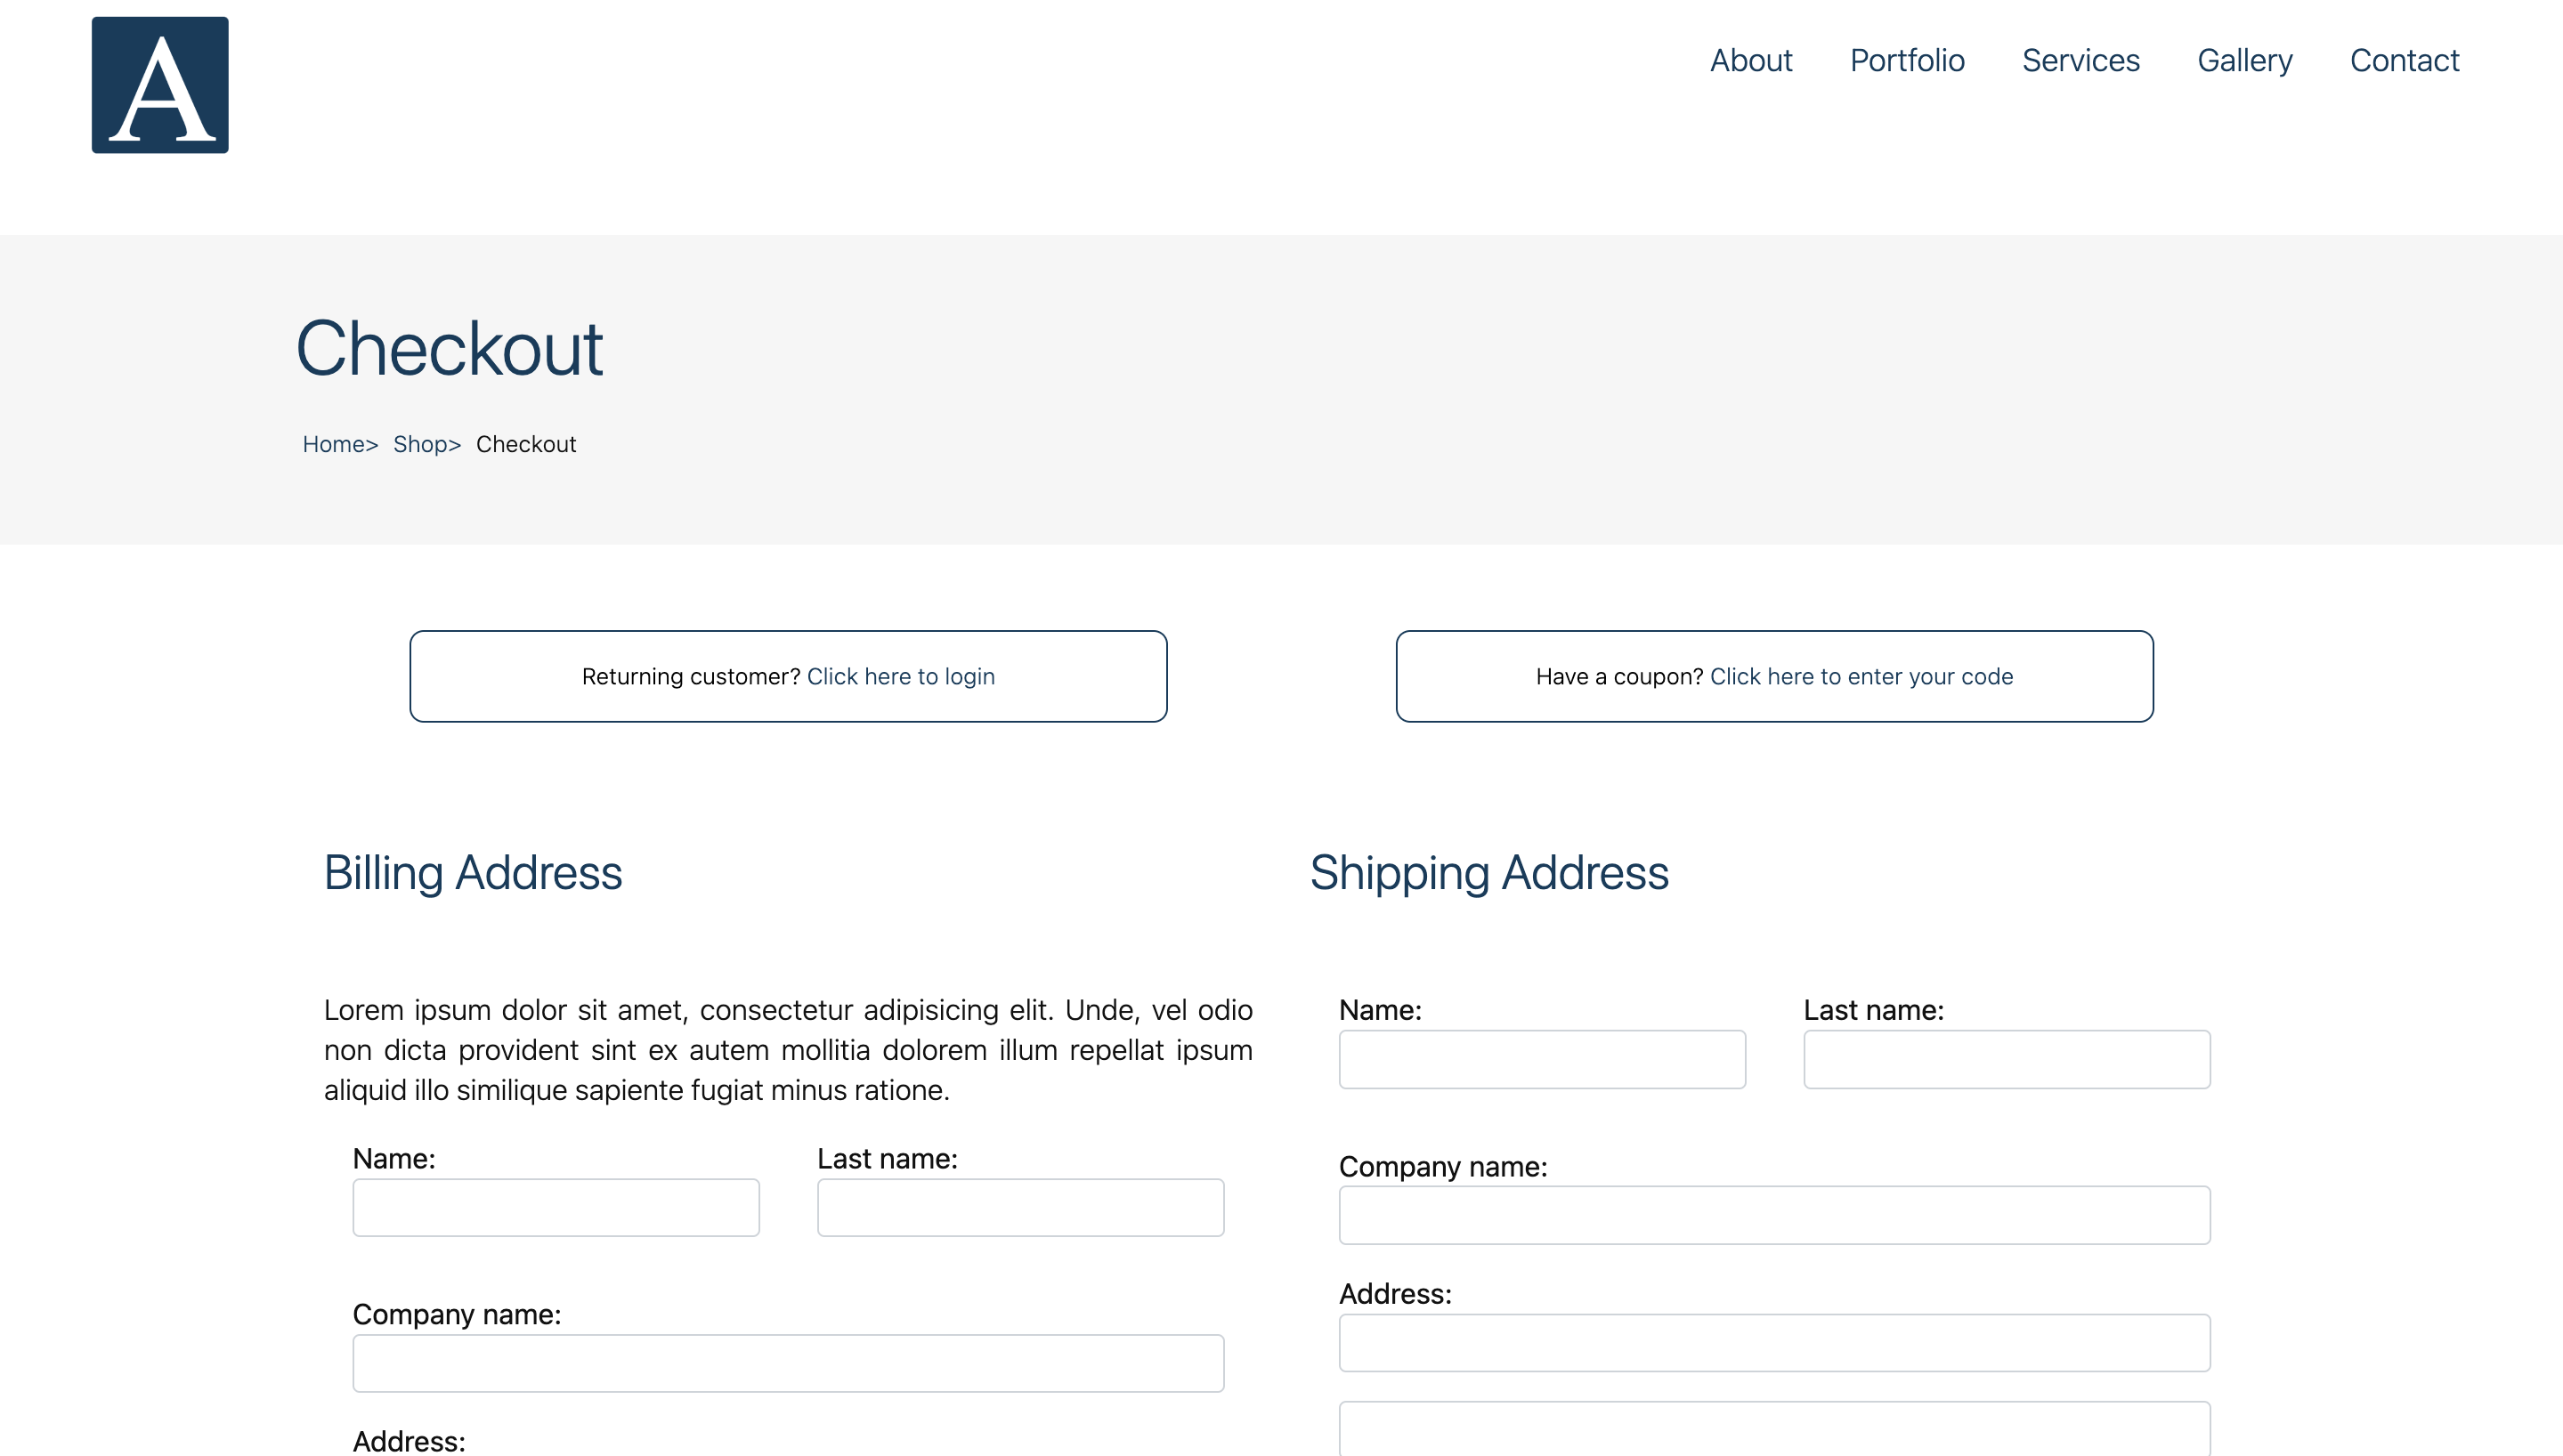 A
About Portfolio Services Gallery Contact
Checkout
Home> Shop> Checkout
Returning customer? Click here to login
Have a coupon? Click here to enter your code
Billing Address
Lorem ipsum dolor sit amet, consectetur adipisicing elit. Unde, vel odio
non dicta provident sint ex autem mollitia dolorem illum repellat ipsum
aliquid illo similique sapiente fugiat minus ratione.
Name: Last name:
Company name:
Address:
Shipping Address
Name: Last name:
Company name:
Address: